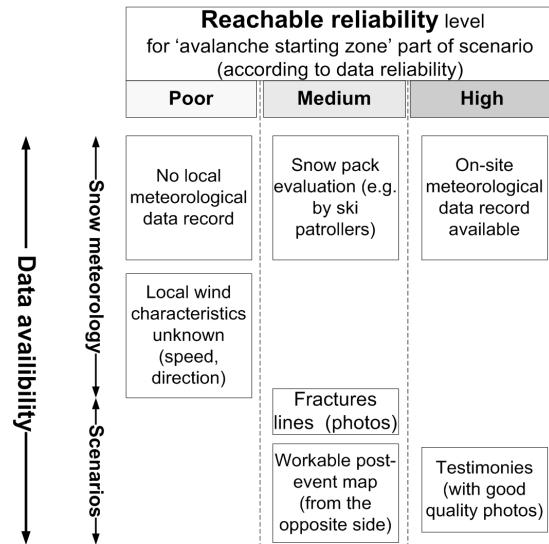 Reachable reliability level
for ‘avalanche starting zone’ part of scenario
(according to data reliability)
Poor
Medium
High
Data availibility
Snow meteorology
No local
meteorological
data record
Snow pack
evaluation (e.g.
by ski
patrollers)
On-site
meteorological
data record
available
Local wind
characteristics
unknown
(speed,
direction)
Scenarios
Fractures
lines (photos)
Workable post-
event map
(from the
opposite side)
Testimonies
(with good
quality photos)